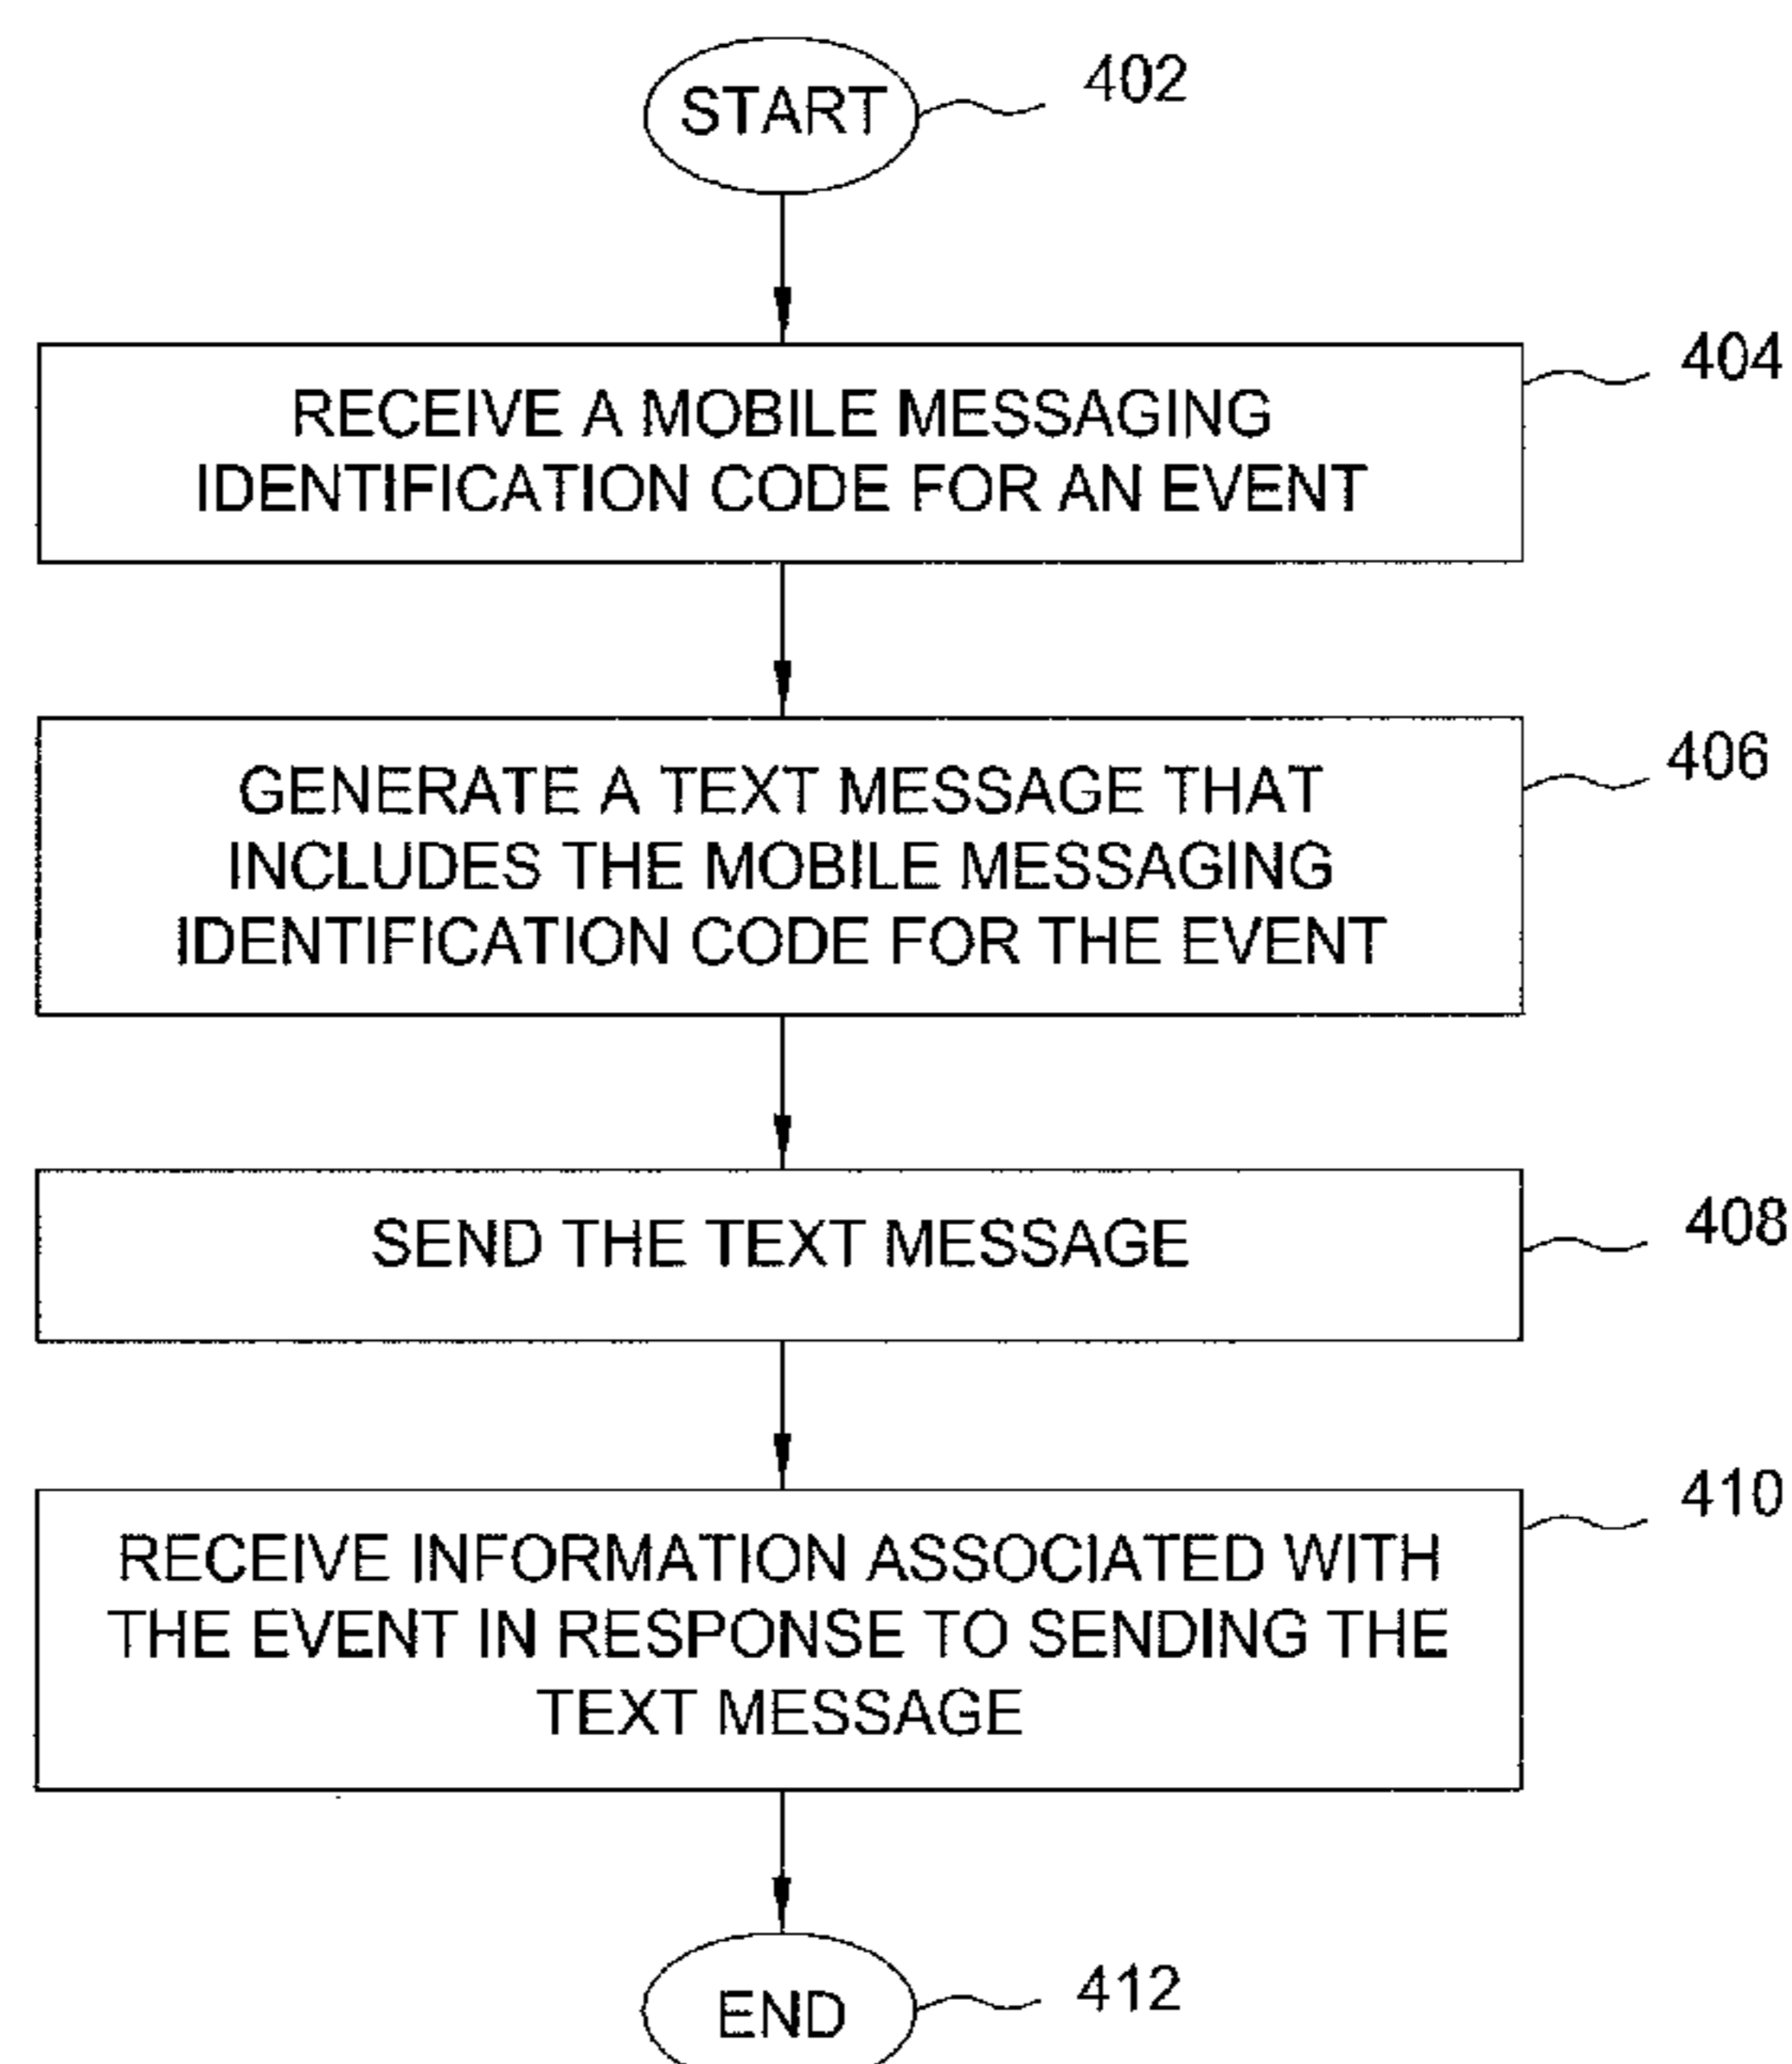 START
402
RECEIVE A MOBILE MESSAGING
IDENTIFICATION CODE FOR AN EVENT
404
GENERATE A TEXT MESSAGE THAT
INCLUDES THE MOBILE MESSAGING
IDENTIFICATION CODE FOR THE EVENT
406
SEND THE TEXT MESSAGE
408
RECEIVE INFORMATION ASSOCIATED WITH
THE EVENT IN RESPONSE TO SENDING THE
TEXT MESSAGE
410
END
412